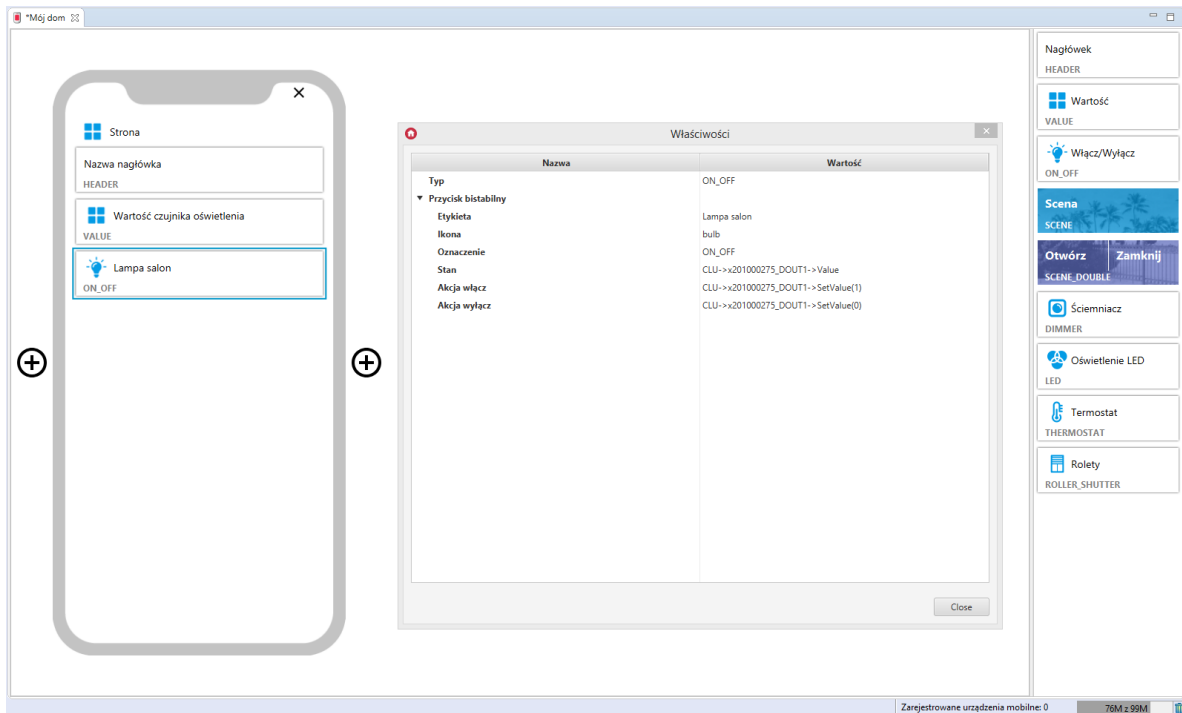 *Mój dom
Strona
Nazwa nagłówka
HEADER
Wartość czujnika oświetlenia
VALUE
Lampa salon
ON_OFF
Właściwości
Nazwa Wartość
Typ ON_OFF
Przycisk bistabilny
Etykieta Lampa salon
Ikona bulb
Oznaczenie ON_OFF
Stan CLU->x201000275_DOUT1->Value
Akcja włącz CLU->x201000275_DOUT1->SetValue(1)
Akcja wyłącz CLU->x201000275_DOUT1->SetValue(0)
Close
Nagłówek
HEADER
Wartość
VALUE
Włącz/Wyłącz
ON_OFF
Scena
SCENE
Otwórz Zamknij
SCENE_DOUBLE
Ściemniacz
DIMMER
Oświetlenie LED
LED
Termostat
THERMOSTAT
Rolety
ROLLER_SHUTTER
Zarejestrowane urządzenia mobilne: 0 76M z 99M